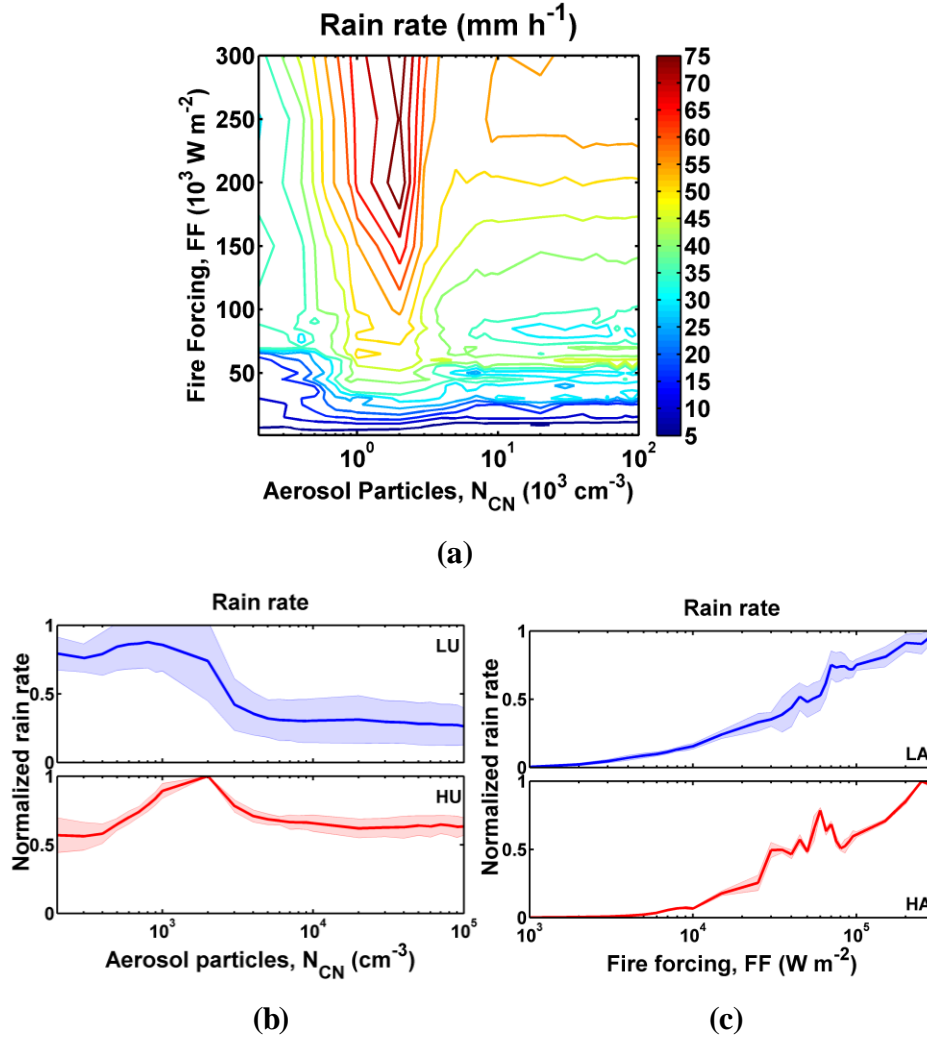 Rain rate (mm h⁻¹)
Fire Forcing, FF (10³ W m⁻²)
300
250
200
150
100
50
10⁰ 10¹ 10²
Aerosol Particles, N_CN (10³ cm⁻³)
75
70
65
60
55
50
45
40
35
30
25
20
15
10
5
(a)
Rain rate
Normalized rain rate
1
0.5
0
LU
1
0.5
0
HU
10³ 10⁴ 10⁵
Aerosol particles, N_CN (cm⁻³)
(b)
Rain rate
Normalized rain rate
1
0.5
0
LA
1
0.5
0
HA
10³ 10⁴ 10⁵
Fire forcing, FF (W m⁻²)
(c)